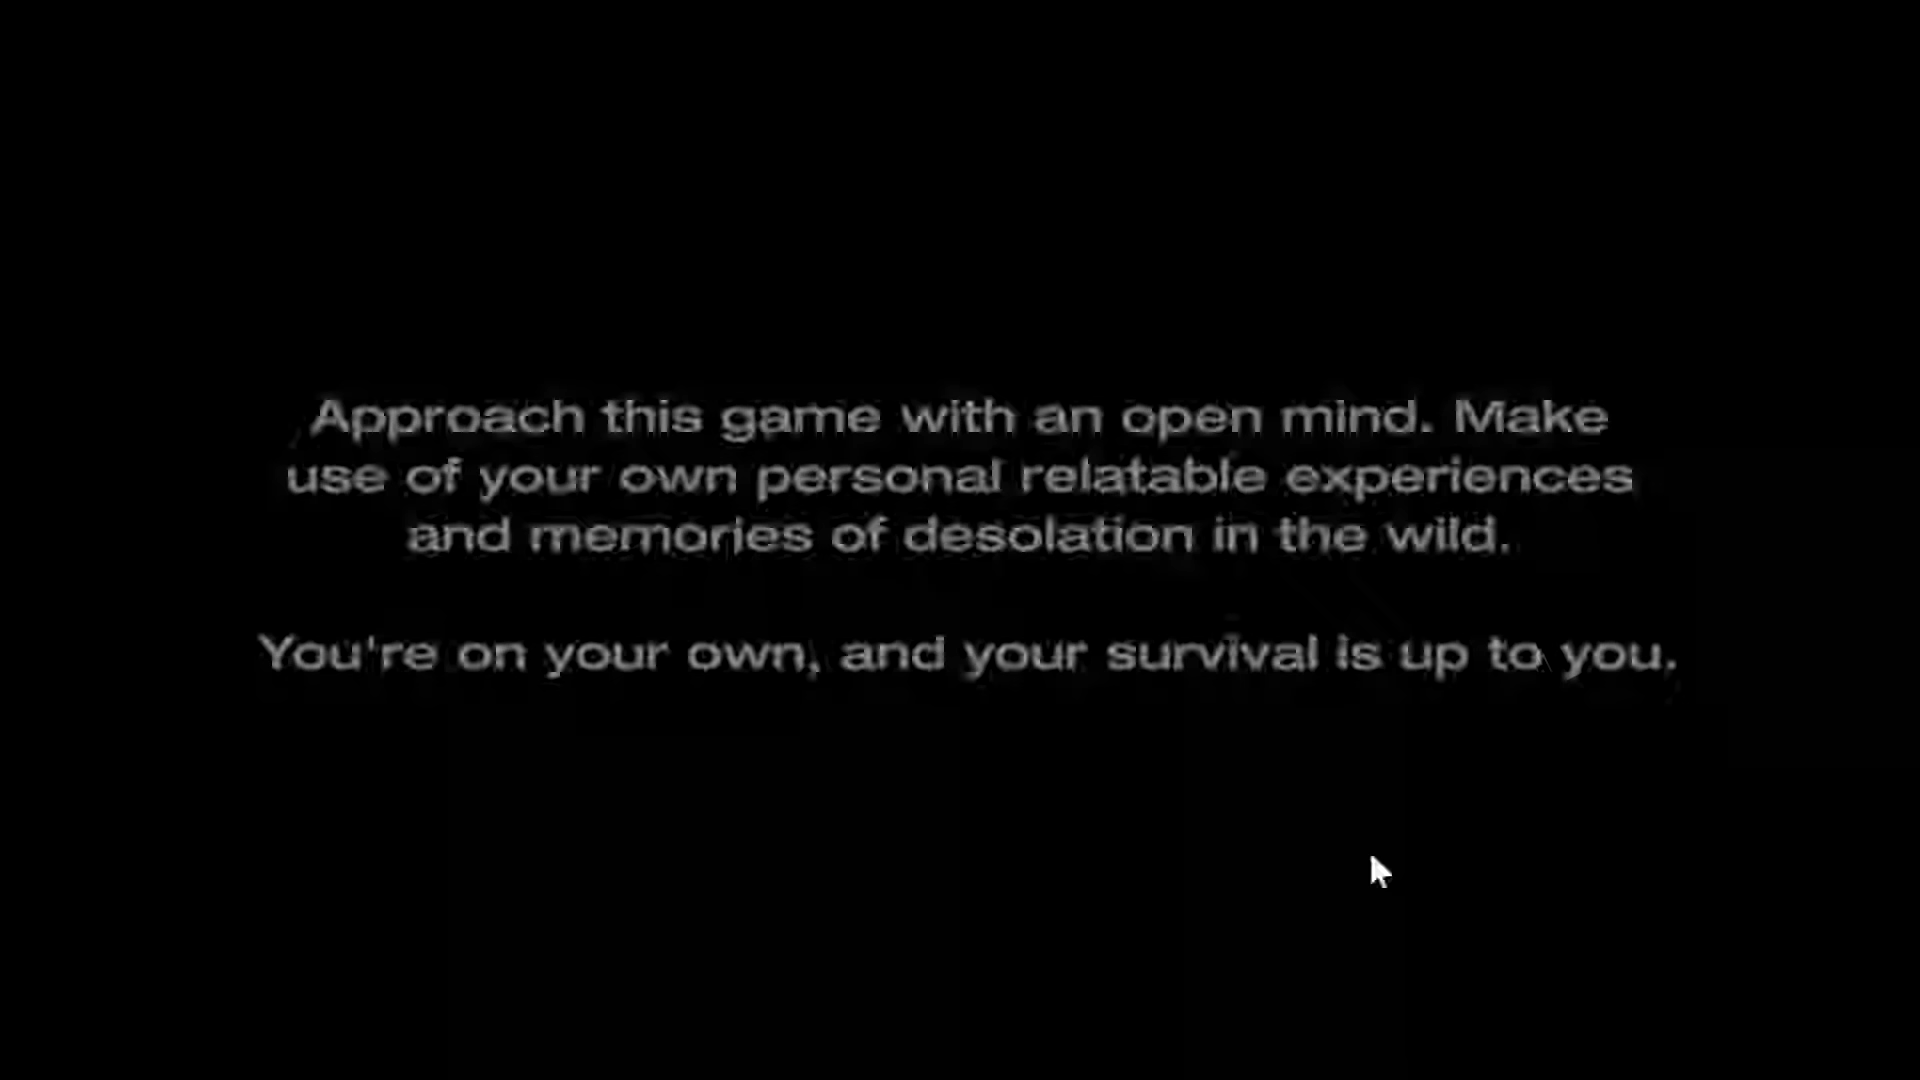 Approach this game with an open mind. Make
use of your own personal relatable experiences
and memories of desolation in the wild.
You're on your own, and your survival is up to you.